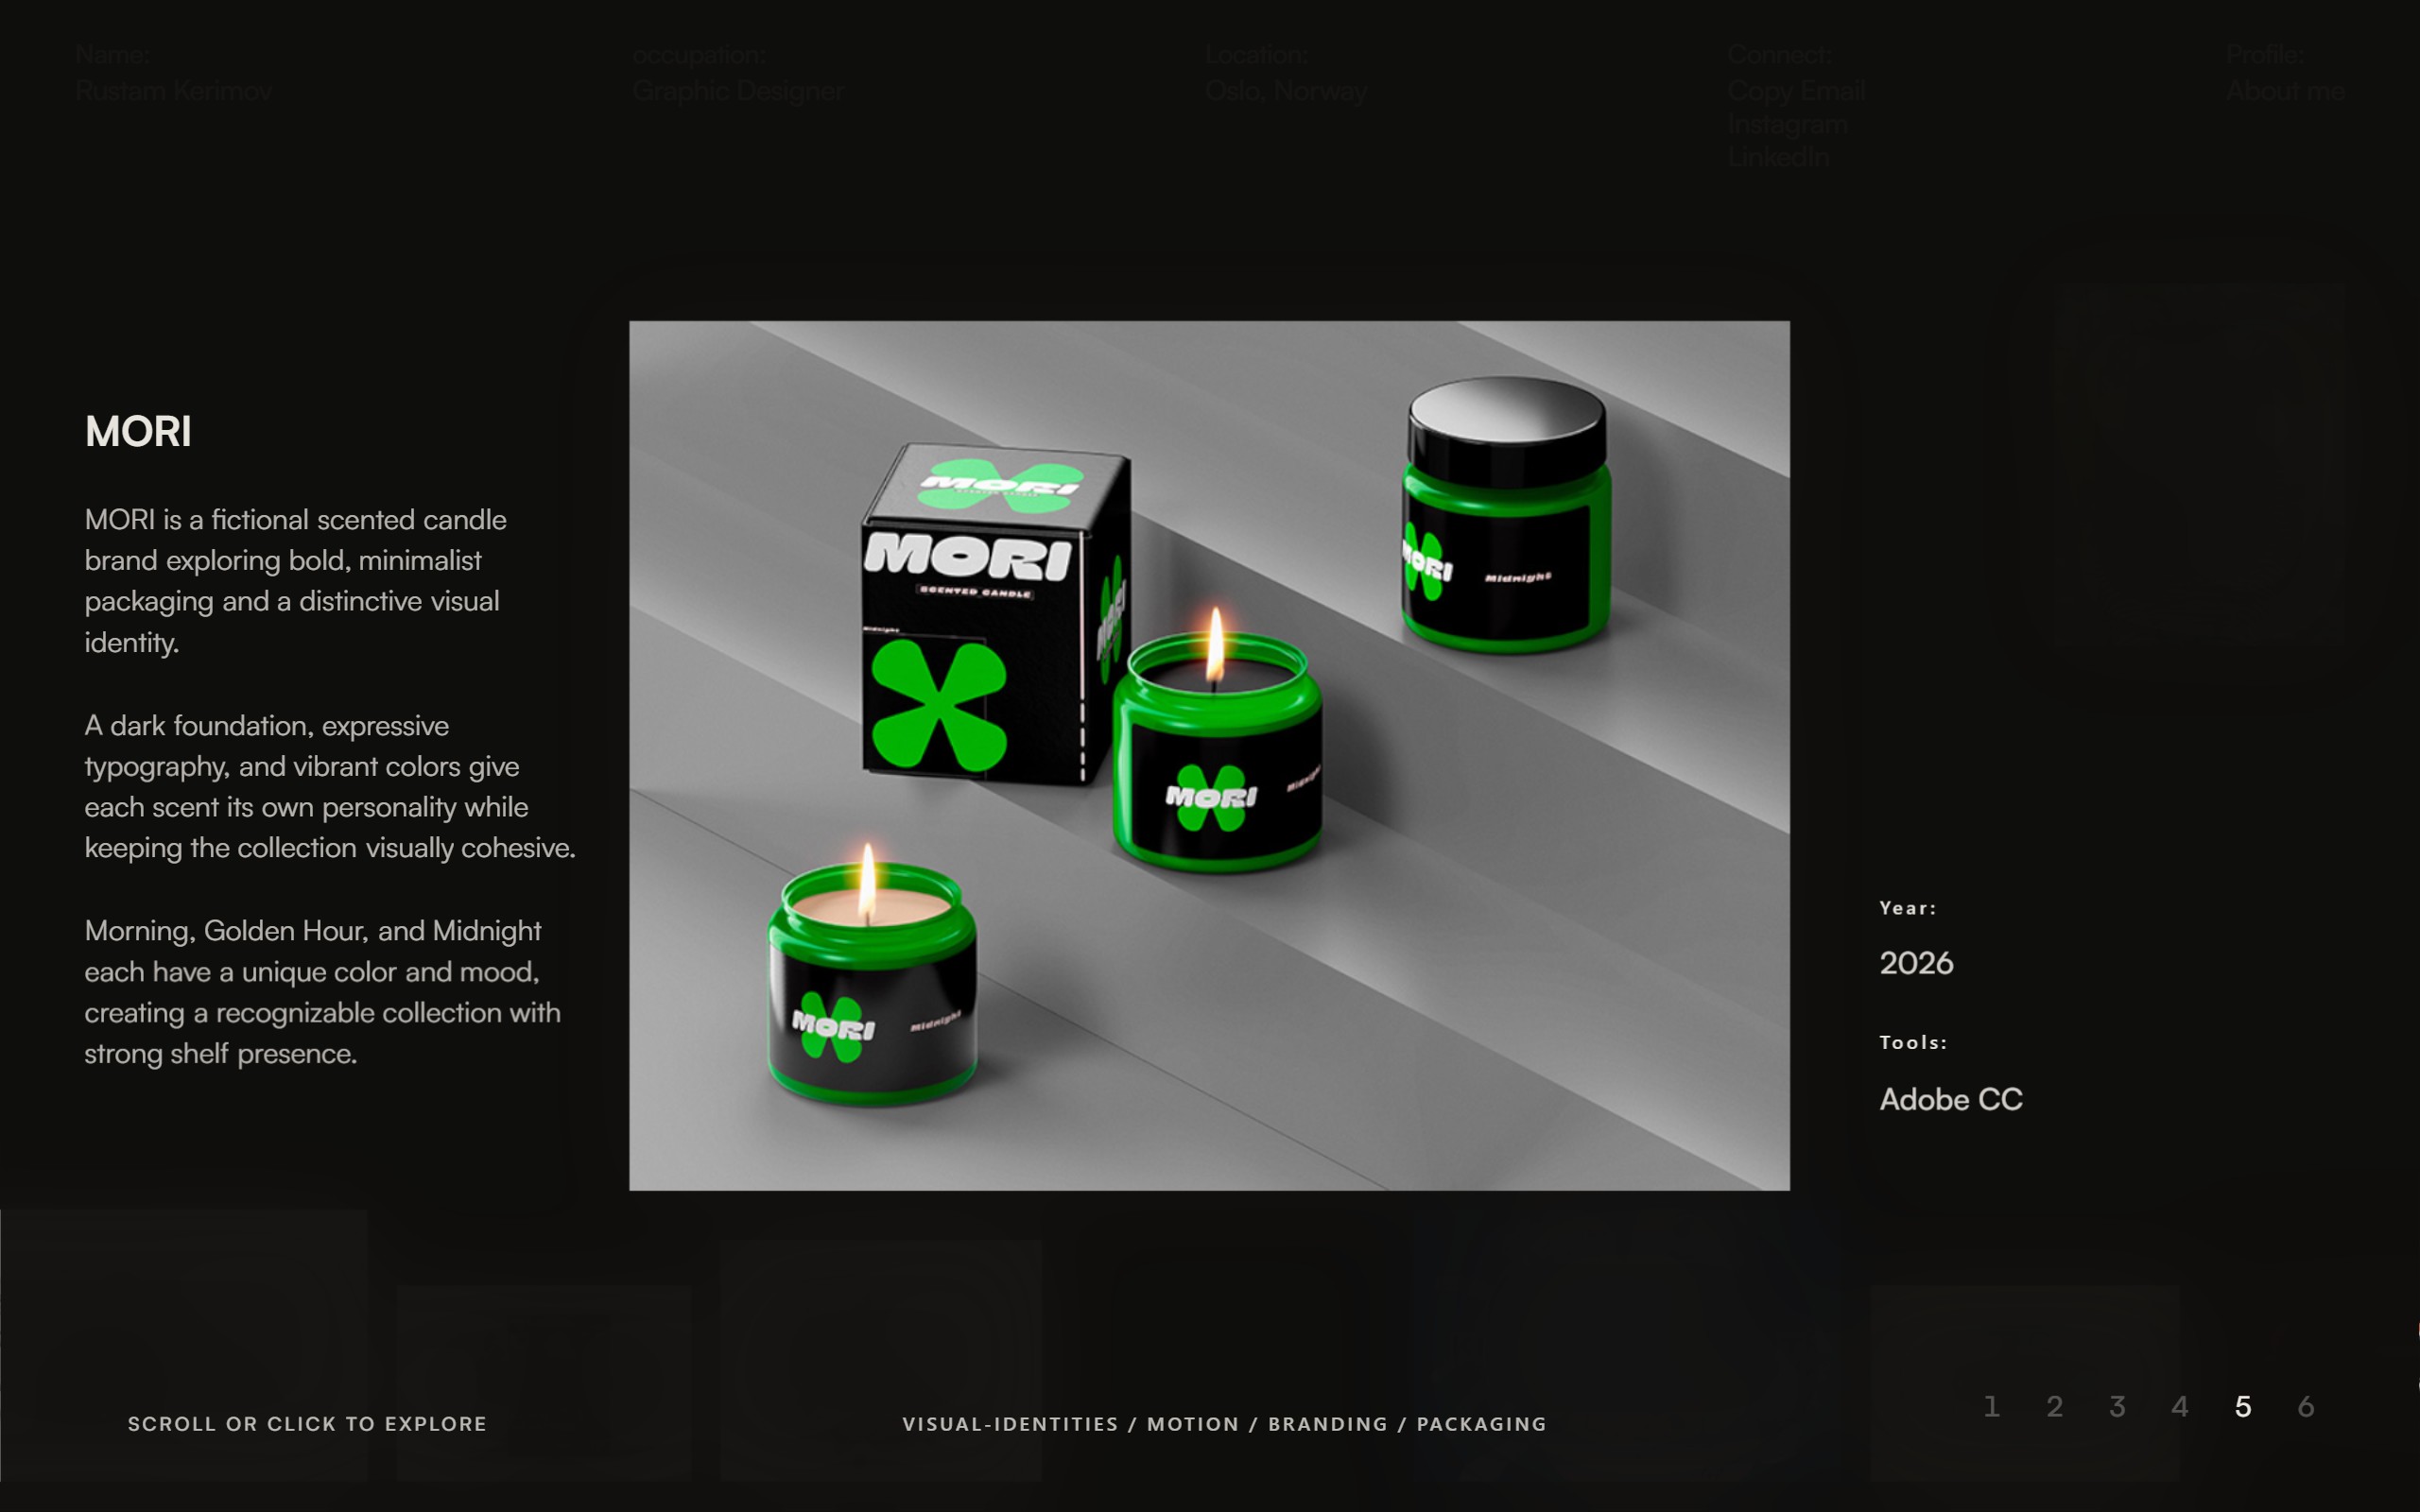 Name:
Rustam Kerimov
occupation:
Graphic Designer
Location:
Oslo, Norway
Connect:
Copy Email
Instagram
LinkedIn
Profile:
About me
MORI
MORI is a fictional scented candle
brand exploring bold, minimalist
packaging and a distinctive visual
identity.
A dark foundation, expressive
typography, and vibrant colors give
each scent its own personality while
keeping the collection visually cohesive.
Morning, Golden Hour, and Midnight
each have a unique color and mood,
creating a recognizable collection with
strong shelf presence.
MORI
MORI
SCENTED CANDLE
Midnight
MORI
MORI
Midnight
MORI
Midnight
MORI
Midnight
Year:
2026
Tools:
Adobe CC
SCROLL OR CLICK TO EXPLORE
VISUAL-IDENTITIES / MOTION / BRANDING / PACKAGING
1 2 3 4 5 6